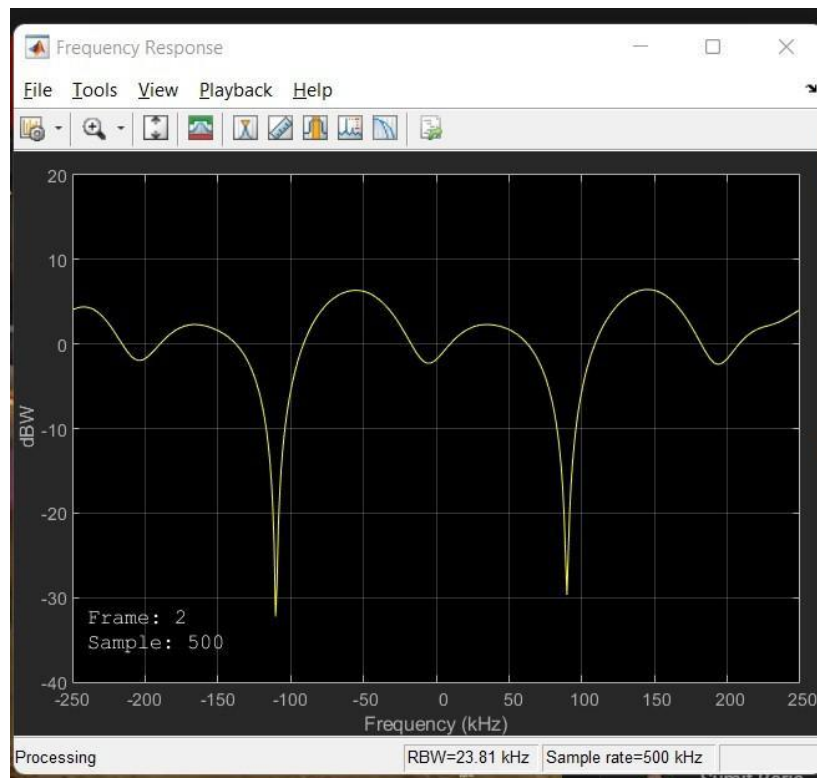 Frequency Response
File Tools View Playback Help
20
10
0
-10
-20
-30
-40
dBW
Frame: 2
Sample: 500
-250 -200 -150 -100 -50 0 50 100 150 200 250
Frequency (kHz)
Processing RBW=23.81 kHz Sample rate=500 kHz